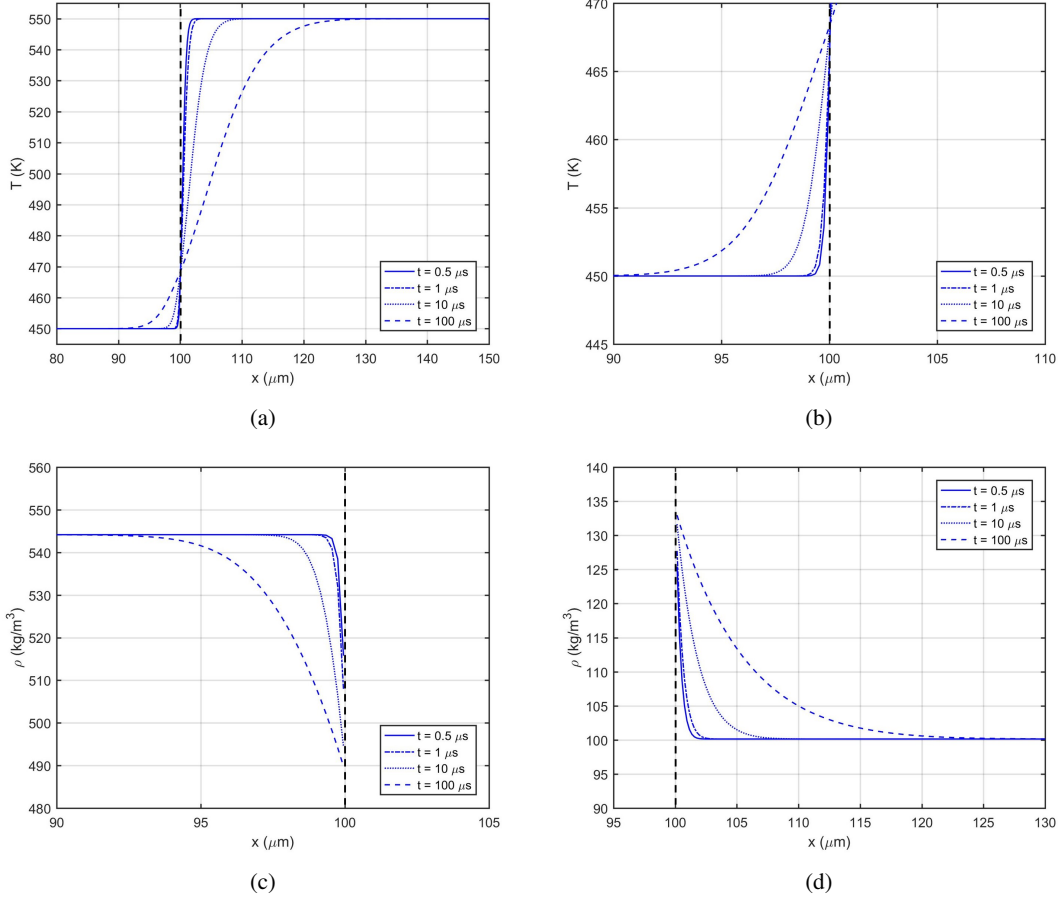 550
540
530
520
510
500
490
480
470
460
450
440
T (K)
80 90 100 110 120 130 140 150
x (μm)
t = 0.5 μs
t = 1 μs
t = 10 μs
t = 100 μs
(a)
470
465
460
455
450
445
T (K)
90 95 100 105 110
x (μm)
t = 0.5 μs
t = 1 μs
t = 10 μs
t = 100 μs
(b)
560
550
540
530
520
510
500
490
480
ρ (kg/m³)
90 95 100 105
x (μm)
t = 0.5 μs
t = 1 μs
t = 10 μs
t = 100 μs
(c)
140
135
130
125
120
115
110
105
100
95
90
ρ (kg/m³)
95 100 105 110 115 120 125 130
x (μm)
t = 0.5 μs
t = 1 μs
t = 10 μs
t = 100 μs
(d)